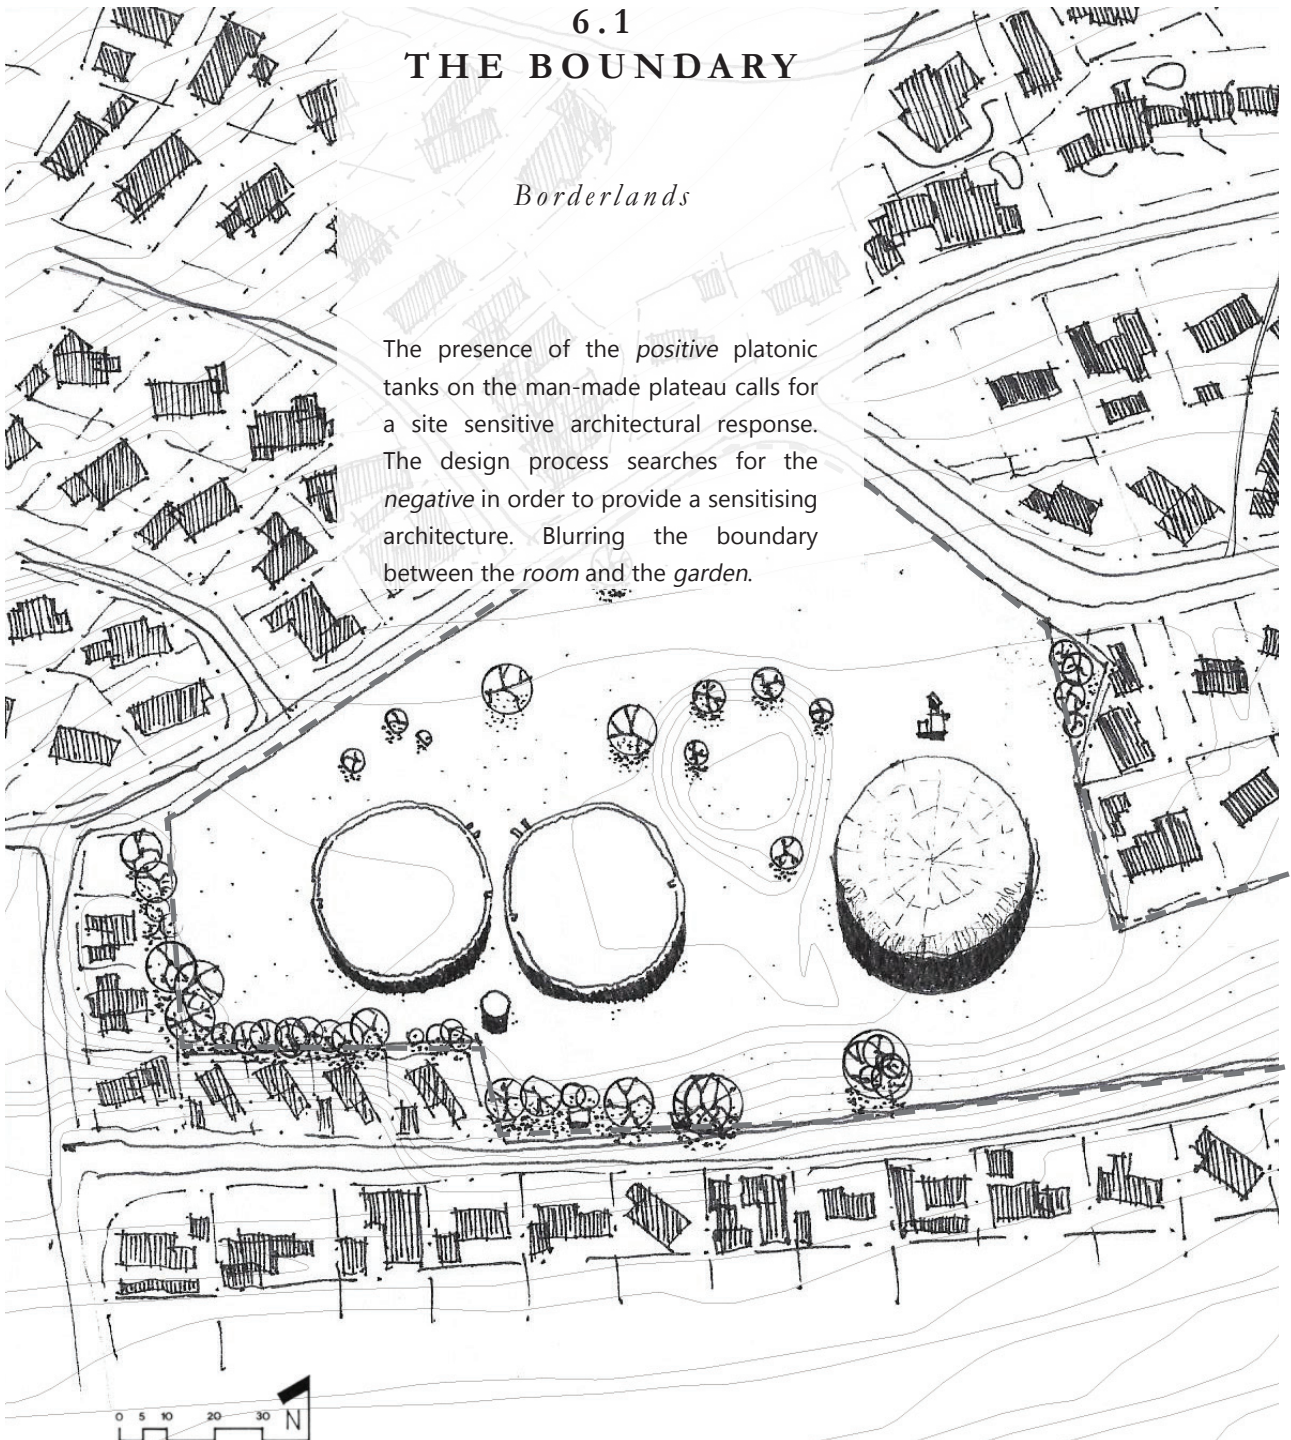 6.1
THE BOUNDARY
Borderlands
The presence of the positive platonic
tanks on the man-made plateau calls for
a site sensitive architectural response.
The design process searches for the
negative in order to provide a sensitising
architecture. Blurring the boundary
between the room and the garden.
0 5 10 20 30 N